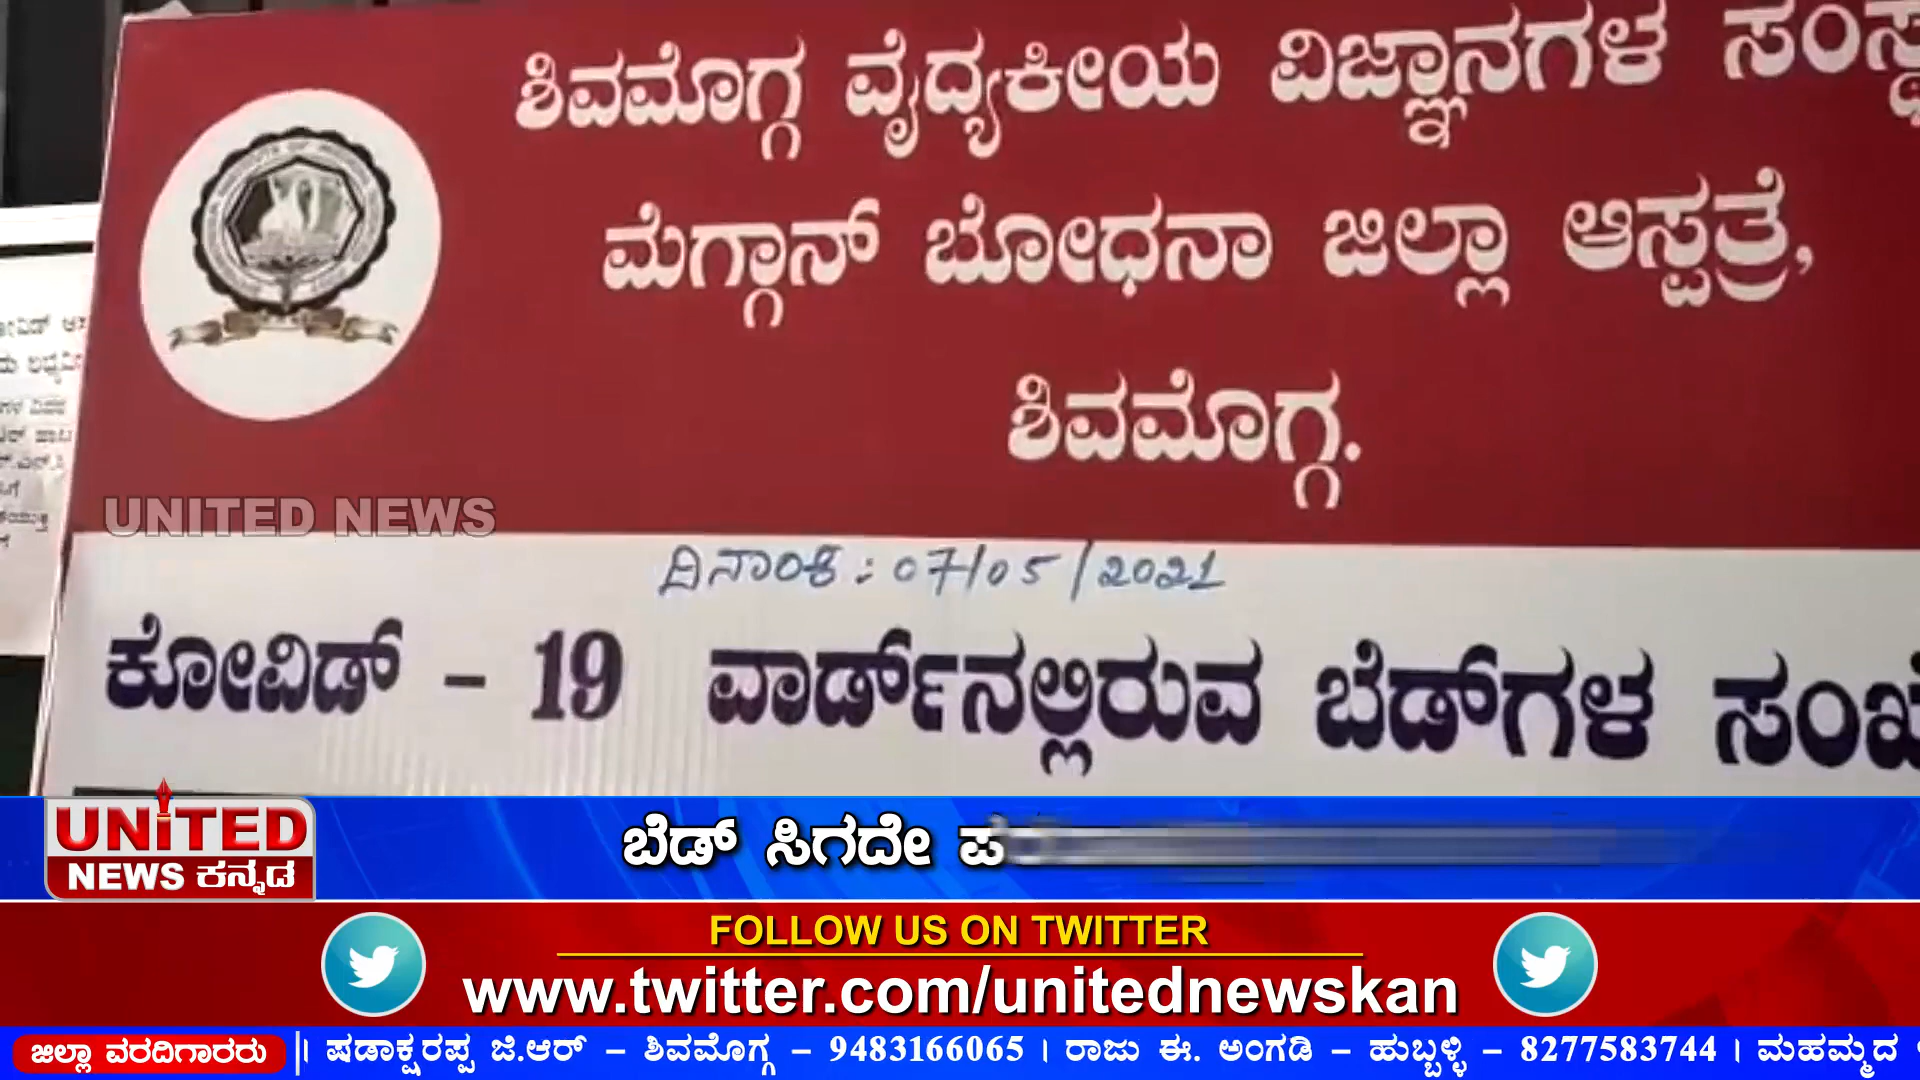 ಶಿವಮೊಗ್ಗ ವೈದ್ಯಕೀಯ ವಿಜ್ಞಾನಗಳ
ಮೆಗ್ಗಾನ್ ಬೋಧನಾ ಜಿಲ್ಲಾ ಆಸ್ಪತ್ರೆ,
ಶಿವಮೊಗ್ಗ.
UNITED NEWS
ದಿನಾಂಕ : 07/05/2021
ಕೋವಿಡ್ - 19 ವಾರ್ಡ್‌ನಲ್ಲಿರುವ ಬೆಡ್‌ಗಳ
UNITED
NEWS ಕನ್ನಡ
ಬೆಡ್ ಸಿಗದೇ
FOLLOW US ON TWITTER
www.twitter.com/unitednewskan
ಜಿಲ್ಲಾ ವರದಿಗಾರರು | ಷಡಾಕ್ಷರಪ್ಪ ಜಿ.ಆರ್ – ಶಿವಮೊಗ್ಗ – 9483166065 | ರಾಜು ಈ. ಅಂಗಡಿ – ಹುಬ್ಬಳ್ಳಿ – 8277583744 | ಮಹಮ್ಮದ